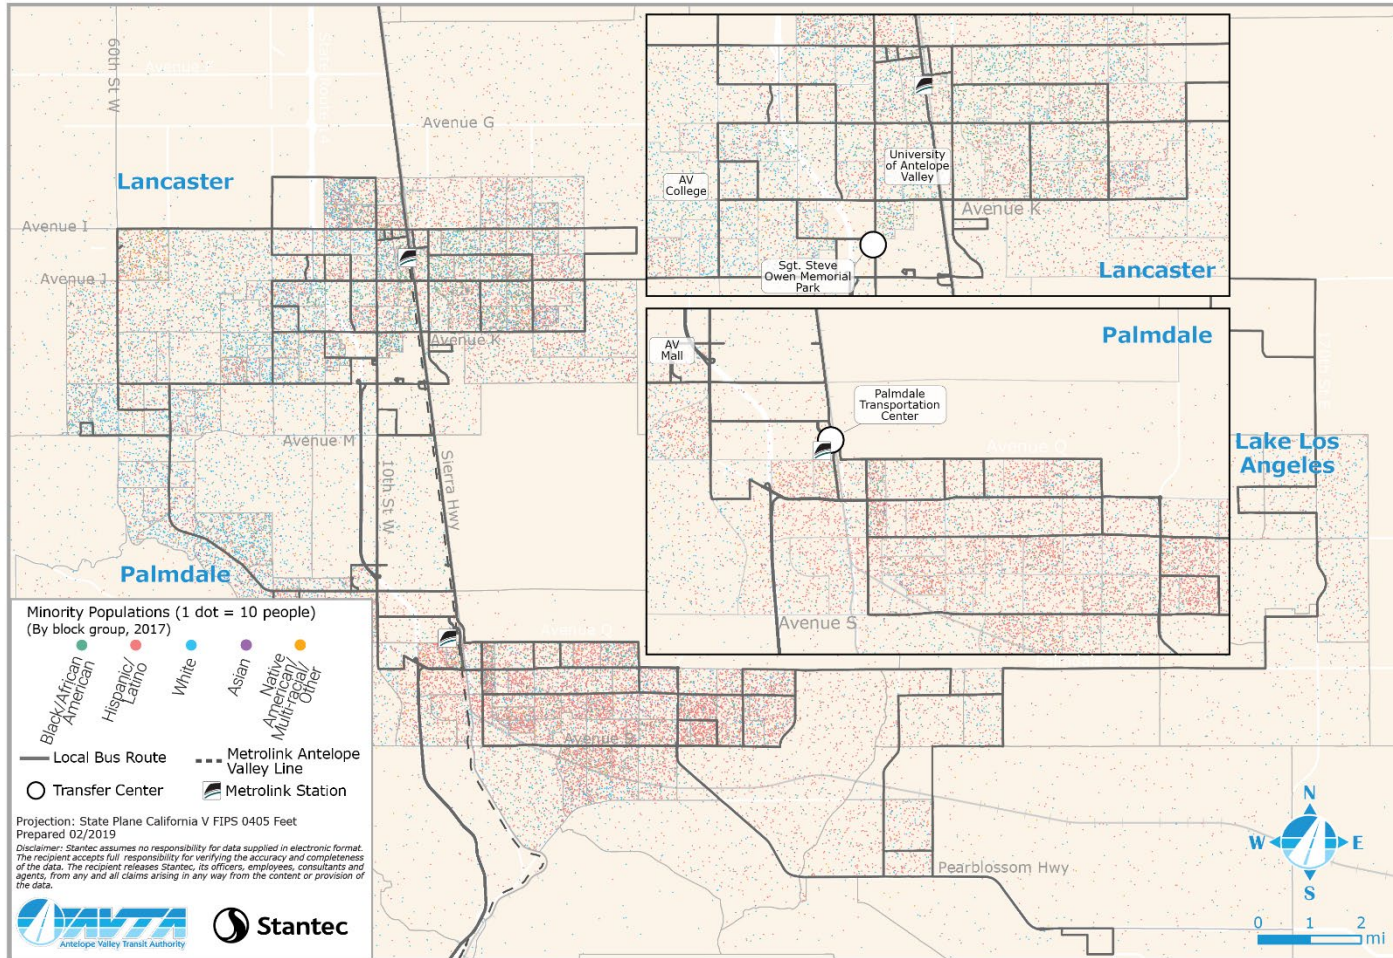 60th St W
Avenue G
Lancaster
Avenue I
Avenue J
Avenue K
Avenue M
10th St W
Sierra Hwy
Palmdale
Avenue S
Pearblossom Hwy
Lake Los
Angeles
AV
College
University
of Antelope
Valley
Avenue K
Sgt. Steve
Owen Memorial
Park
Lancaster
Palmdale
AV
Mall
Palmdale
Transportation
Center
Avenue S
Minority Populations (1 dot = 10 people)
(By block group, 2017)
Black/African
American
Hispanic/
Latino
White
Asian
Native
American/
Multi-racial/
Other
Local Bus Route
Metrolink Antelope
Valley Line
Transfer Center
Metrolink Station
Projection: State Plane California V FIPS 0405 Feet
Prepared 02/2019
Disclaimer: Stantec assumes no responsibility for data supplied in electronic format.
The recipient accepts full responsibility for verifying the accuracy and completeness
of the data. The recipient releases Stantec, its officers, employees, consultants and
agents, from any and all claims arising in any way from the content or provision of
the data.
AVTA
Antelope Valley Transit Authority
Stantec
N
W
E
S
0 1 2
mi